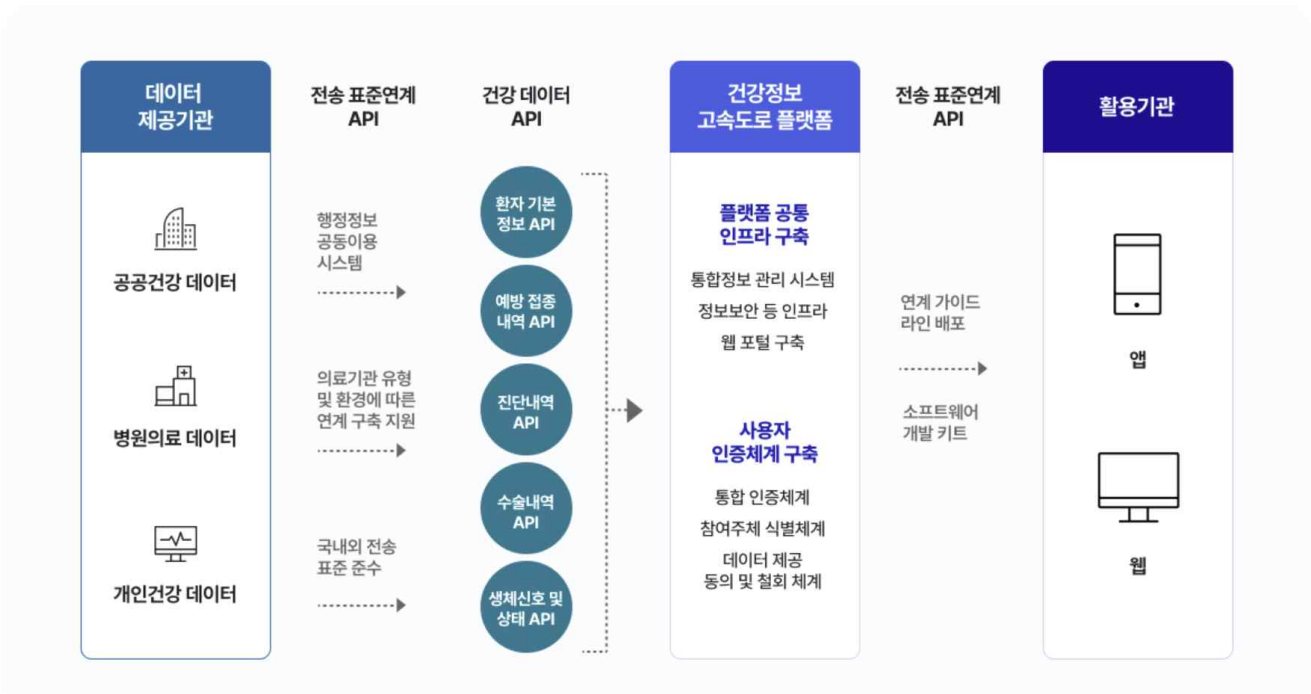 데이터
제공기관
공공건강 데이터
병원의료 데이터
개인건강 데이터
전송 표준연계
API
행정정보
공동이용
시스템
의료기관 유형
및 환경에 따른
연계 구축 지원
국내외 전송
표준 준수
건강 데이터
API
환자 기본
정보 API
예방 접종
내역 API
진단내역
API
수술내역
API
생체신호 및
상태 API
건강정보
고속도로 플랫폼
플랫폼 공통
인프라 구축
통합정보 관리 시스템
정보보안 등 인프라
웹 포털 구축
사용자
인증체계 구축
통합 인증체계
참여주체 식별체계
데이터 제공
동의 및 철회 체계
전송 표준연계
API
연계 가이드
라인 배포
소프트웨어
개발 키트
활용기관
앱
웹